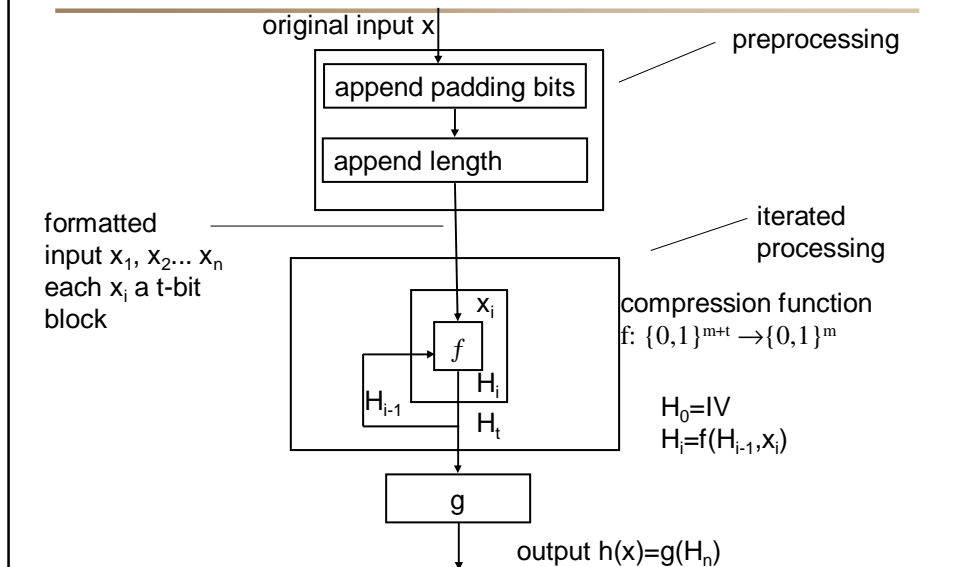 original input x
preprocessing
append padding bits
append length
formatted
input x₁, x₂... xₙ
each xᵢ a t-bit
block
iterated
processing
xᵢ
compression function
f: {0,1}ᵐ⁺ᵗ →{0,1}ᵐ
f
Hᵢ
Hᵢ₋₁
Hₜ
H₀=IV
Hᵢ=f(Hᵢ₋₁,xᵢ)
g
output h(x)=g(Hₙ)